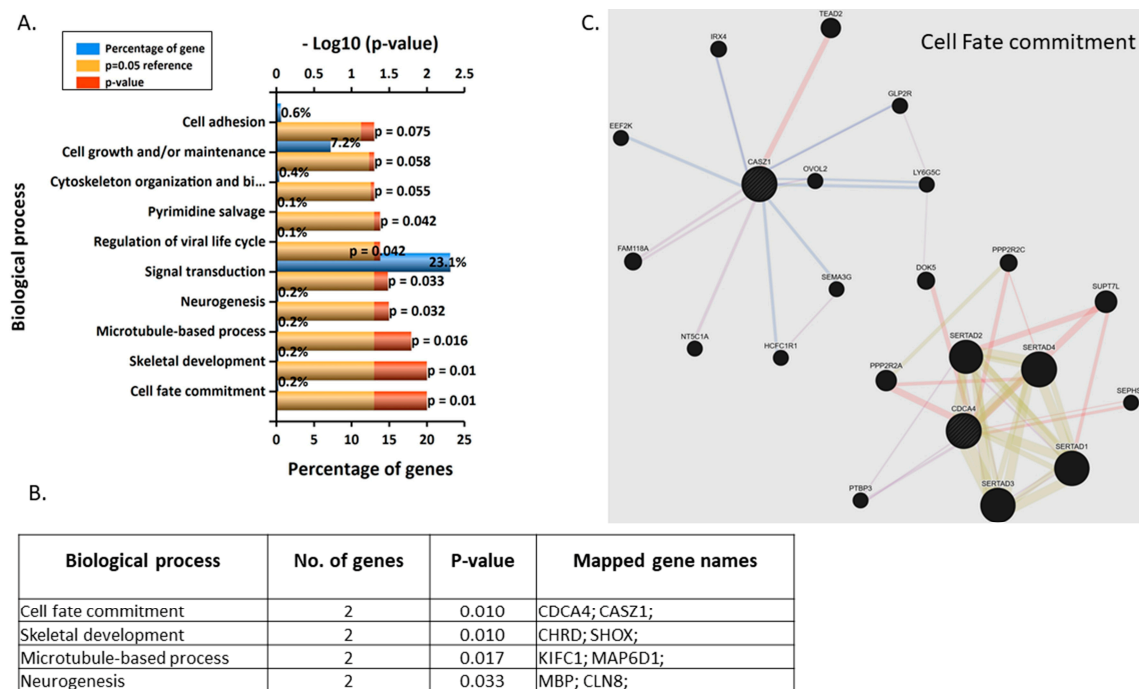 A.
- Log10 (p-value)
Percentage of gene
p=0.05 reference
p-value
0 0.5 1 1.5 2 2.5
Biological process
Cell adhesion
0.6%
p = 0.075
Cell growth and/or maintenance
7.2%
p = 0.058
Cytoskeleton organization and bi...
0.4%
p = 0.055
Pyrimidine salvage
0.1%
p = 0.042
Regulation of viral life cycle
0.1%
p = 0.042
Signal transduction
23.1%
p = 0.033
Neurogenesis
0.2%
p = 0.032
Microtubule-based process
0.2%
p = 0.016
Skeletal development
0.2%
p = 0.01
Cell fate commitment
0.2%
p = 0.01
0 5 10 15 20 25
Percentage of genes
C.
Cell Fate commitment
TEAD2
IRX4
GLP2R
EEF2K
CASZ1
OVOL2
LY6G5C
FAM118A
SEMA3G
DOK5
PPP2R2C
SUPT7L
NT5C1A
HCFC1R1
SERTAD2
SERTAD4
PPP2R2A
SEPHS
CDCA4
SERTAD1
PTBP3
SERTAD3
B.
Biological process No. of genes P-value Mapped gene names
Cell fate commitment 2 0.010 CDCA4; CASZ1;
Skeletal development 2 0.010 CHRD; SHOX;
Microtubule-based process 2 0.017 KIFC1; MAP6D1;
Neurogenesis 2 0.033 MBP; CLN8;